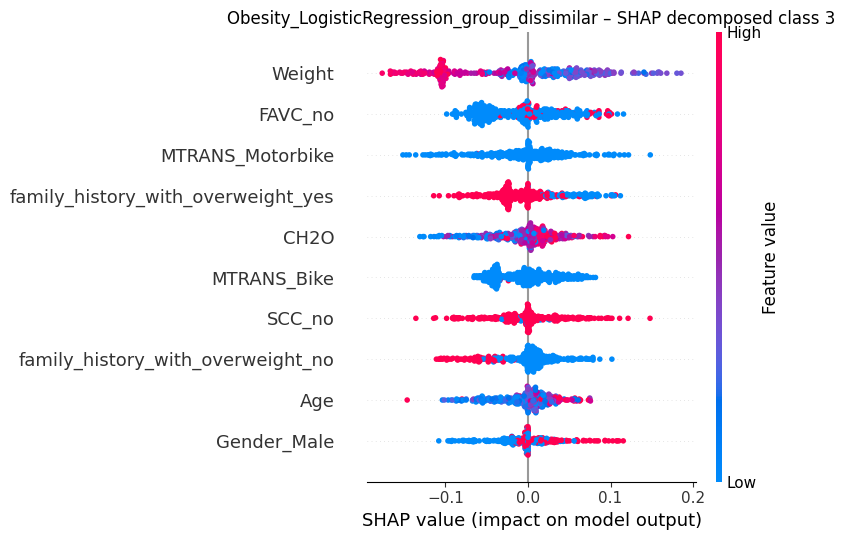 Obesity_LogisticRegression_group_dissimilar – SHAP decomposed class 3
High
Weight
FAVC_no
MTRANS_Motorbike
family_history_with_overweight_yes
CH2O
MTRANS_Bike
SCC_no
family_history_with_overweight_no
Age
Gender_Male
Feature value
Low
−0.1 0.0 0.1 0.2
SHAP value (impact on model output)